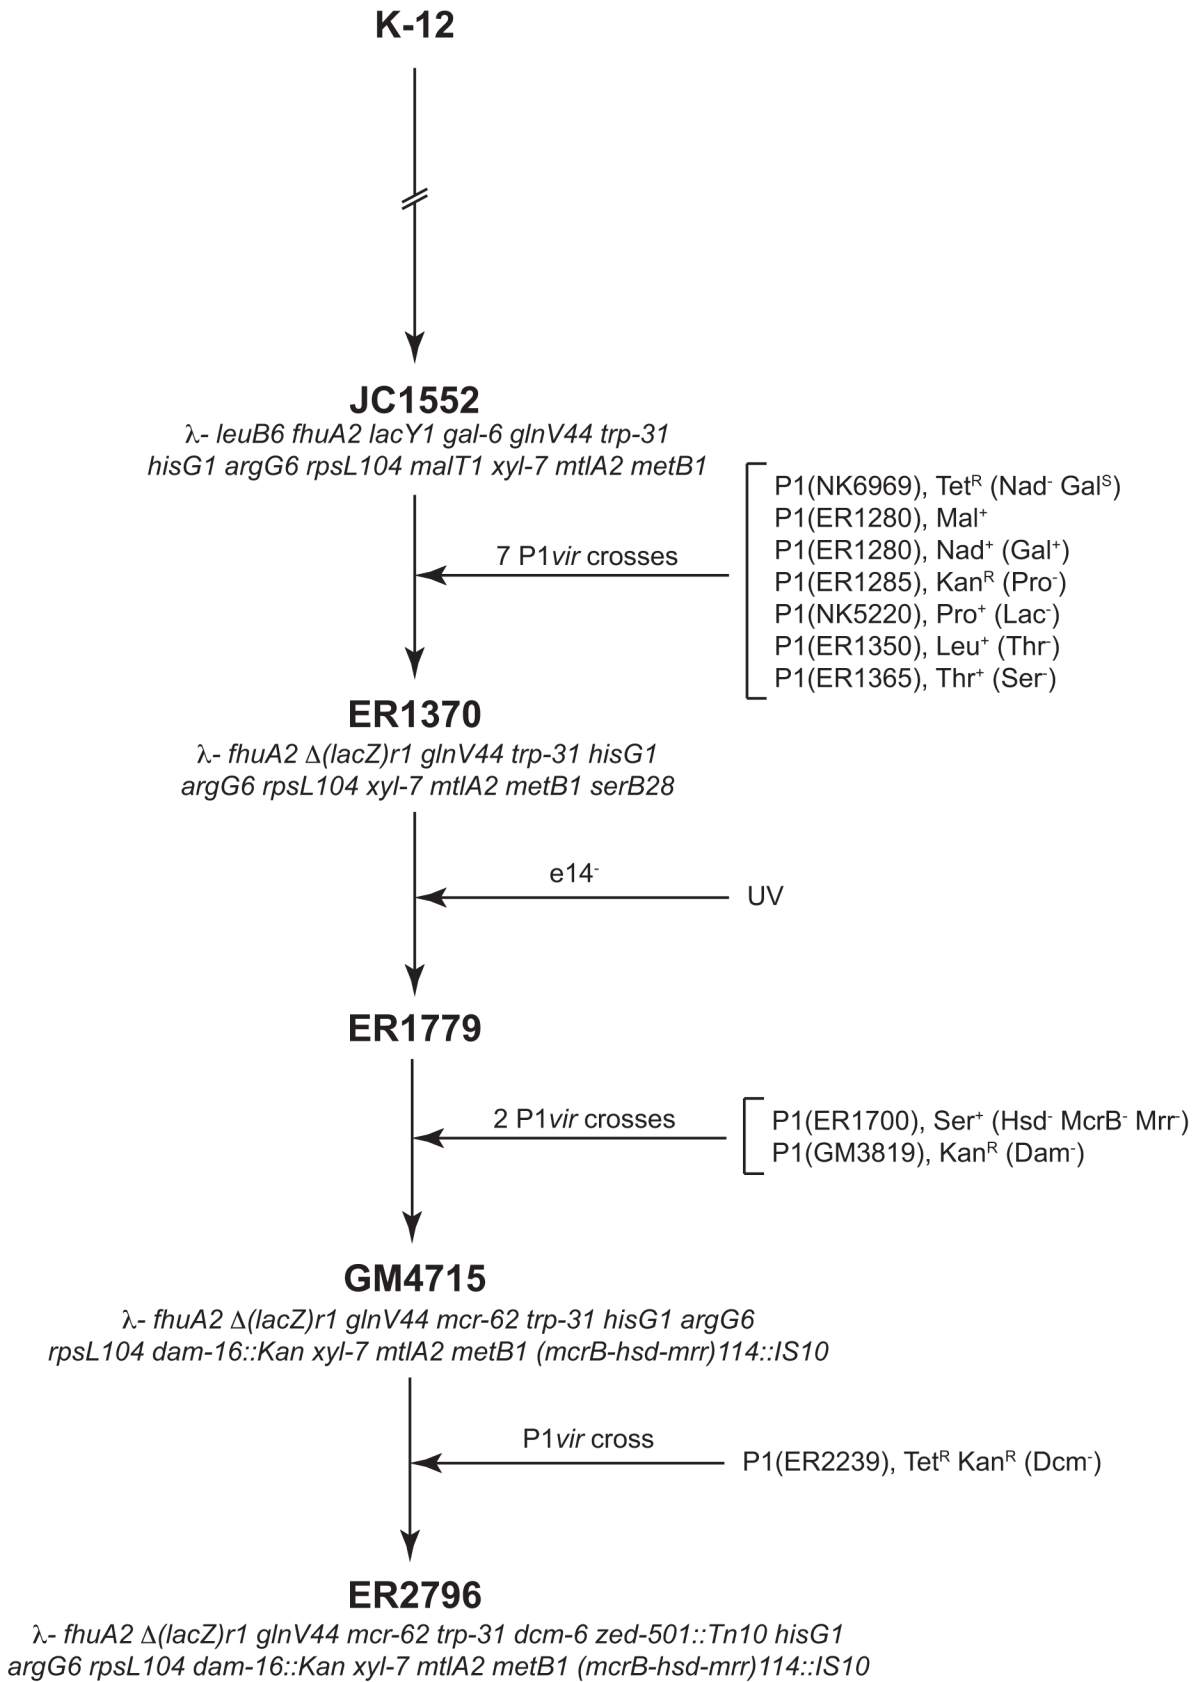 K-12
JC1552
λ- leuB6 fhuA2 lacY1 gal-6 glnV44 trp-31
hisG1 argG6 rpsL104 malT1 xyl-7 mtlA2 metB1
7 P1vir crosses
P1(NK6969), Tetᴿ (Nad⁻ Galˢ)
P1(ER1280), Mal⁺
P1(ER1280), Nad⁺ (Gal⁺)
P1(ER1285), Kanᴿ (Pro⁻)
P1(NK5220), Pro⁺ (Lac⁻)
P1(ER1350), Leu⁺ (Thr⁻)
P1(ER1365), Thr⁺ (Ser⁻)
ER1370
λ- fhuA2 Δ(lacZ)r1 glnV44 trp-31 hisG1
argG6 rpsL104 xyl-7 mtlA2 metB1 serB28
e14⁻
UV
ER1779
2 P1vir crosses
P1(ER1700), Ser⁺ (Hsd⁻ McrB⁻ Mrr⁻)
P1(GM3819), Kanᴿ (Dam⁻)
GM4715
λ- fhuA2 Δ(lacZ)r1 glnV44 mcr-62 trp-31 hisG1 argG6
rpsL104 dam-16::Kan xyl-7 mtlA2 metB1 (mcrB-hsd-mrr)114::IS10
P1vir cross
P1(ER2239), Tetᴿ Kanᴿ (Dcm⁻)
ER2796
λ- fhuA2 Δ(lacZ)r1 glnV44 mcr-62 trp-31 dcm-6 zed-501::Tn10 hisG1
argG6 rpsL104 dam-16::Kan xyl-7 mtlA2 metB1 (mcrB-hsd-mrr)114::IS10